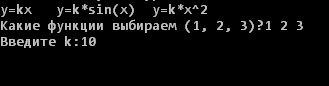 y=kx   y=k*sin(x)  y=k*x^2
Какие функции выбираем (1, 2, 3)?1 2 3
Введите k:10